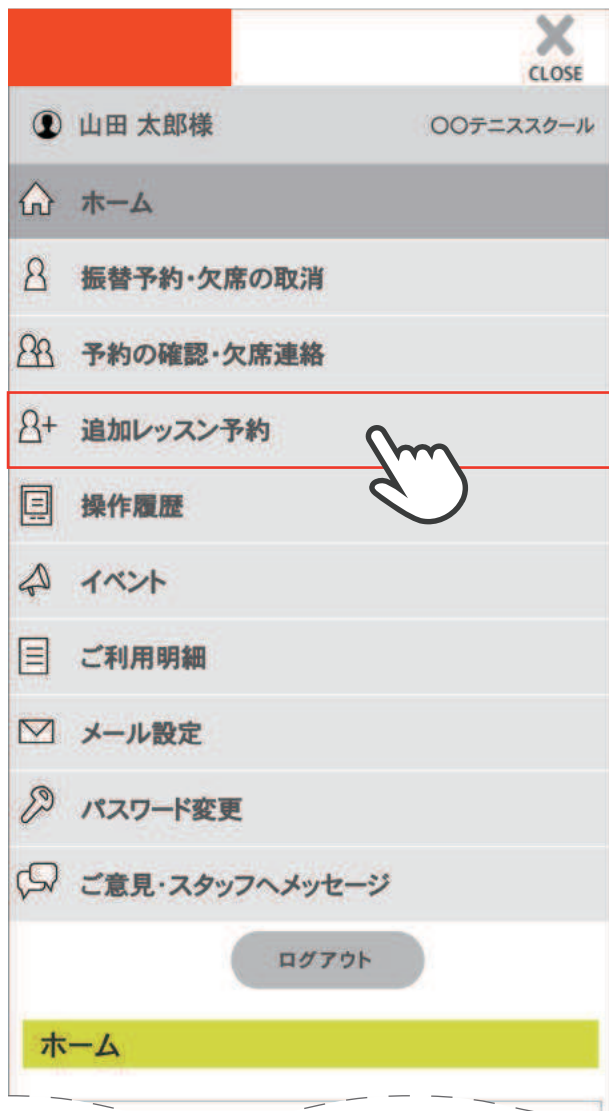 CLOSE
山田 太郎様 〇〇テニススクール
ホーム
振替予約・欠席の取消
予約の確認・欠席連絡
追加レッスン予約
操作履歴
イベント
ご利用明細
メール設定
パスワード変更
ご意見・スタッフへメッセージ
ログアウト
ホーム